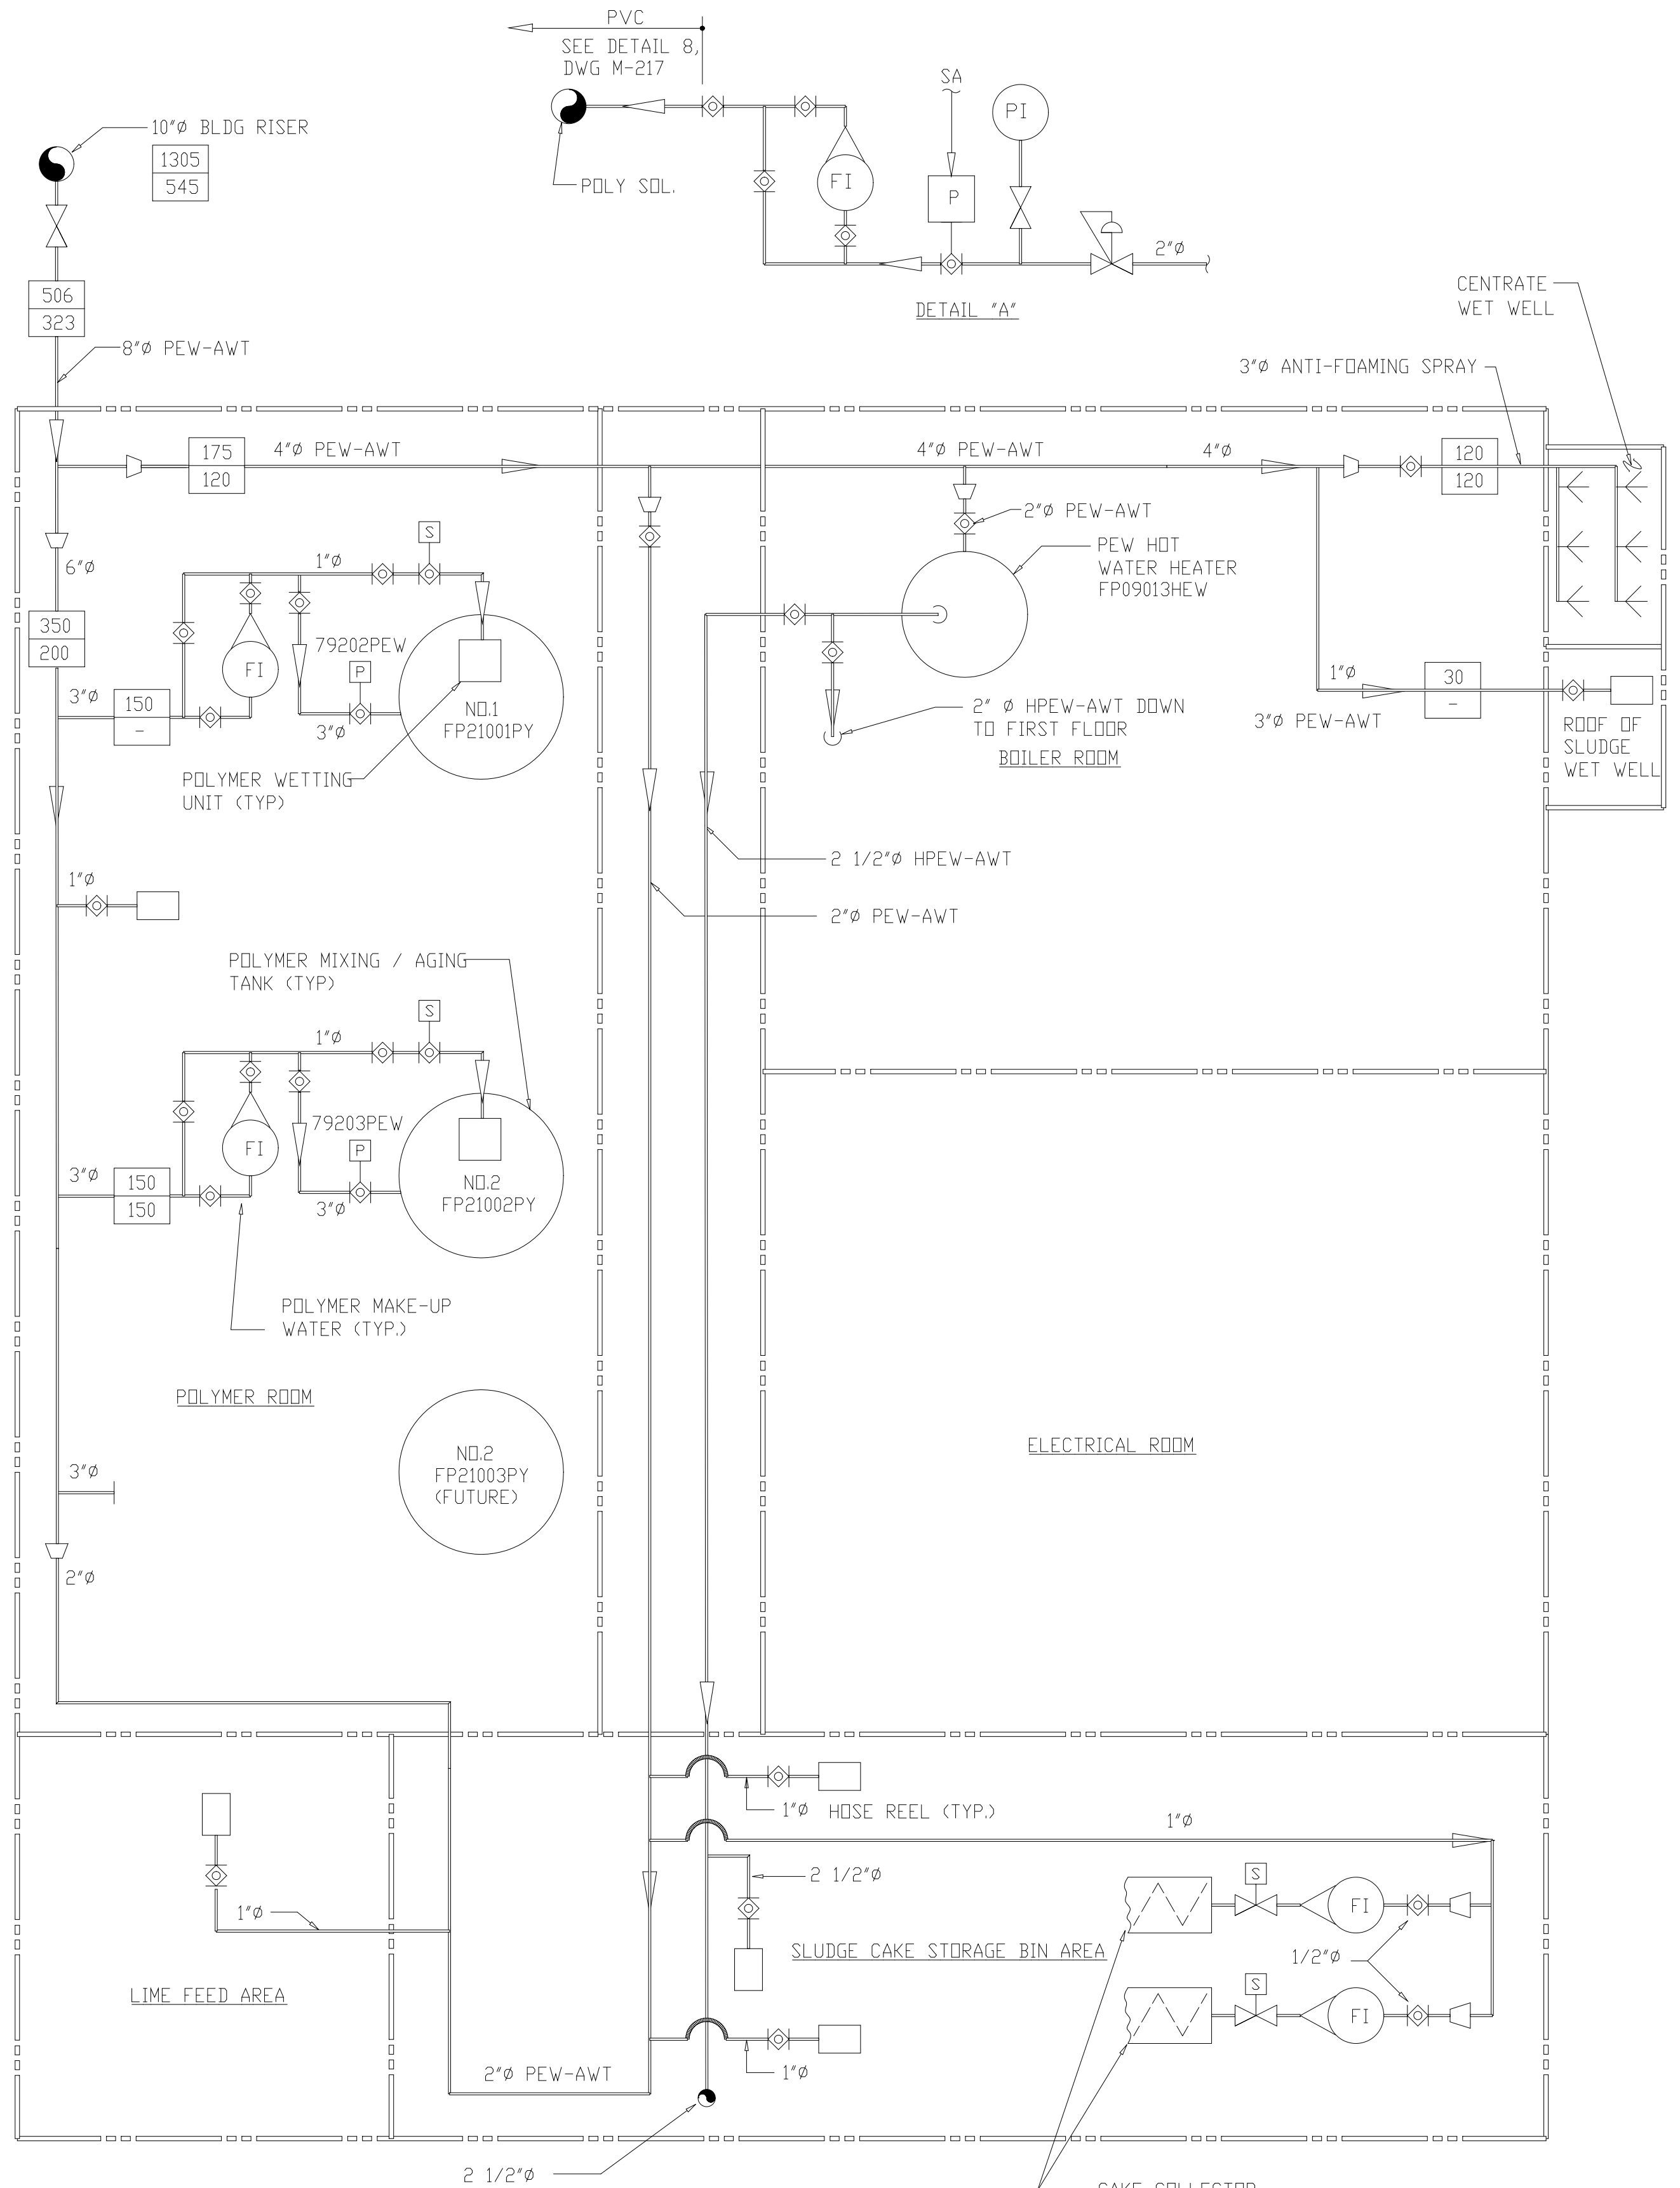 PVC
SEE DETAIL 8,
DWG M-217
SA
PI
10"Ø BLDG RISER
1305
545
FI
P
POLY SOL.
2"Ø
DETAIL "A"
CENTRATE
WET WELL
506
323
8"Ø PEW-AWT
3"Ø ANTI-FOAMING SPRAY
175
120
4"Ø PEW-AWT
4"Ø PEW-AWT
4"Ø
120
120
S
2"Ø PEW-AWT
6"Ø
1"Ø
PEW HOT
WATER HEATER
FP09013HEW
350
200
79202PEW
FI
P
3"Ø
150
-
3"Ø
NO.1
FP21001PY
1"Ø
30
-
3"Ø PEW-AWT
2" Ø HPEW-AWT DOWN
TO FIRST FLOOR
BOILER ROOM
ROOF OF
SLUDGE
WET WELL
POLYMER WETTING
UNIT (TYP)
2 1/2"Ø HPEW-AWT
1"Ø
2"Ø PEW-AWT
POLYMER MIXING / AGING
TANK (TYP)
S
1"Ø
79203PEW
FI
P
3"Ø
150
150
3"Ø
NO.2
FP21002PY
POLYMER MAKE-UP
WATER (TYP.)
POLYMER ROOM
ELECTRICAL ROOM
NO.2
FP21003PY
(FUTURE)
3"Ø
2"Ø
1"Ø
HOSE REEL (TYP.)
1"Ø
2 1/2"Ø
S
FI
1"Ø
SLUDGE CAKE STORAGE BIN AREA
1/2"Ø
LIME FEED AREA
S
FI
2"Ø PEW-AWT
1"Ø
2 1/2"Ø
CAKE COLLECTOR